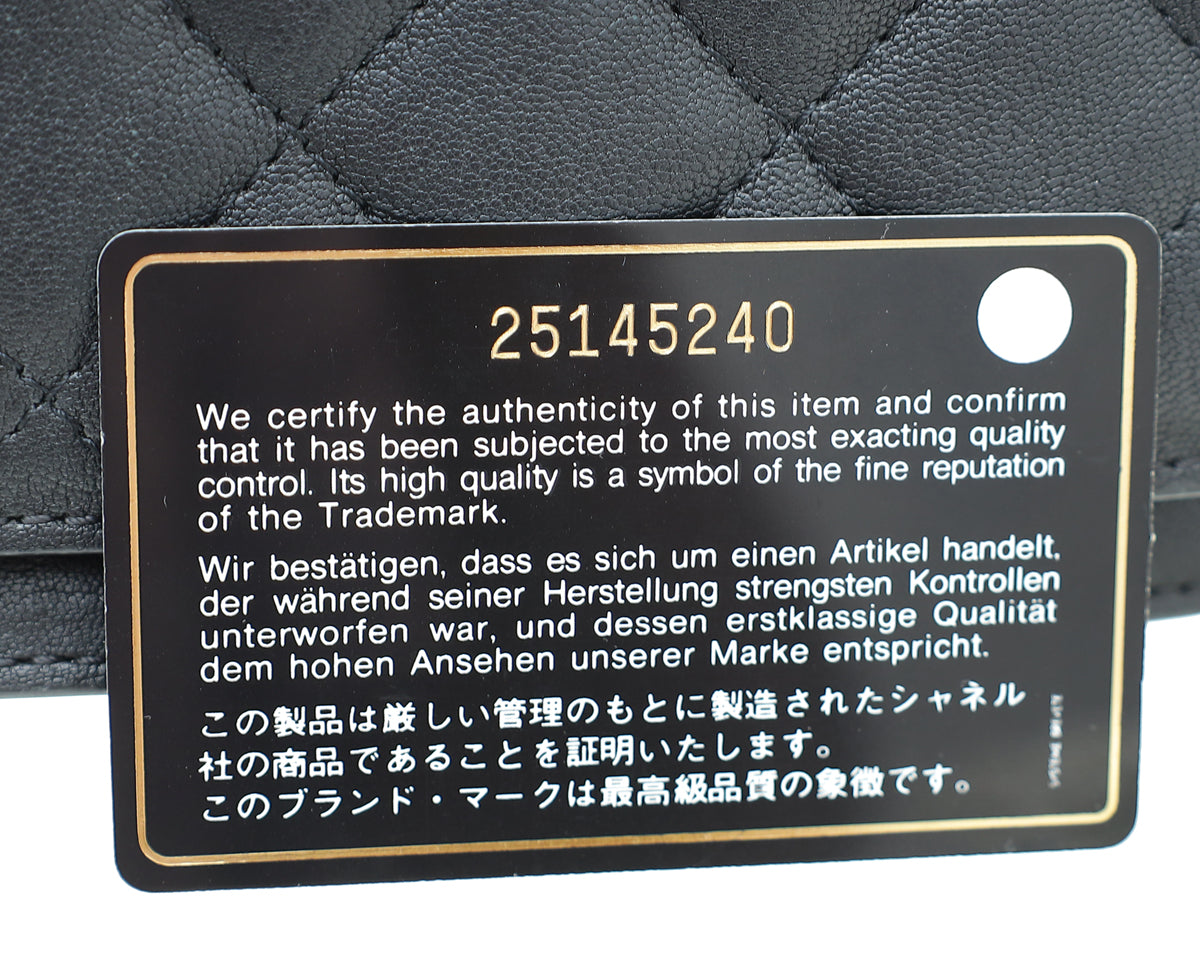 25145240
We certify the authenticity of this item and confirm
that it has been subjected to the most exacting quality
control. Its high quality is a symbol of the fine reputation
of the Trademark.
Wir bestätigen, dass es sich um einen Artikel handelt,
der während seiner Herstellung strengsten Kontrollen
unterworfen war, und dessen erstklassige Qualität
dem hohen Ansehen unserer Marke entspricht.
この製品は厳しい管理のもとに製造されたシャネル
社の商品であることを証明いたします。
このブランド・マークは最高級品質の象徴です。